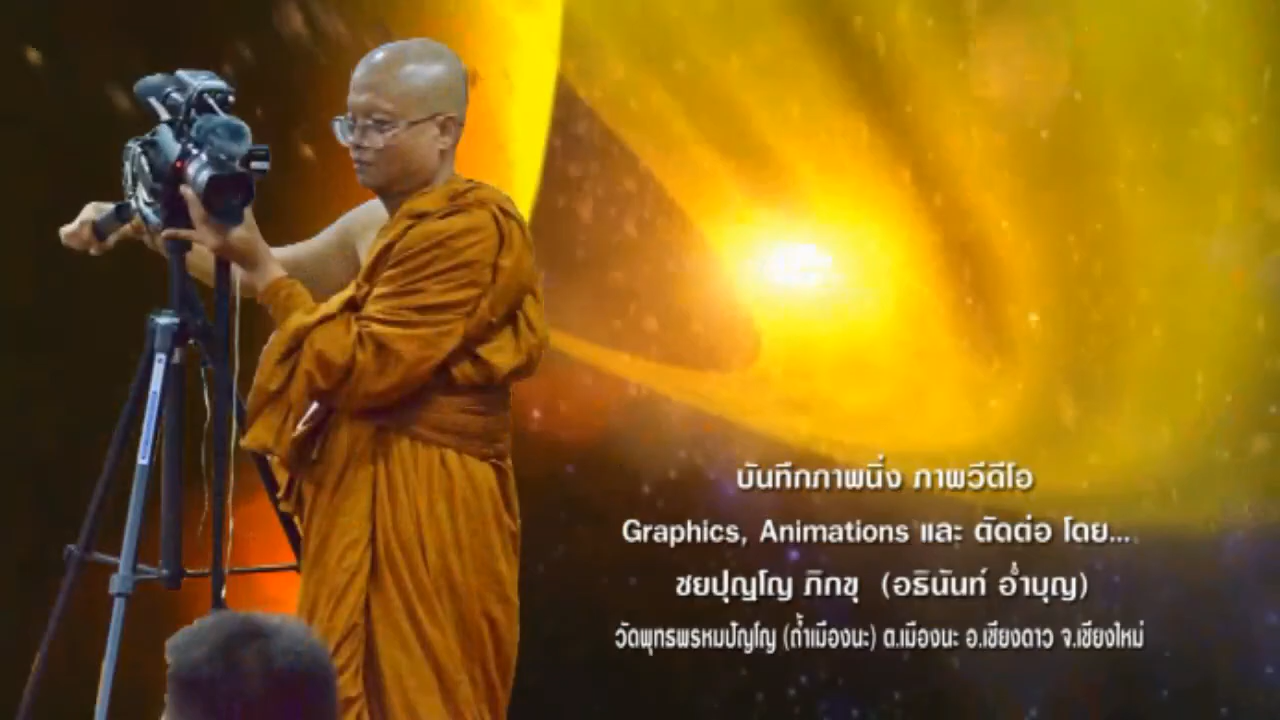 บันทึกภาพนิ่ง ภาพวีดีโอ
Graphics, Animations และ ตัดต่อ โดย...
ชยปุญฺโญ ภิกขุ (อธินันท์ อ่ำบุญ)
วัดพุทธพรหมปัญโญ (ถ้ำเมืองนะ) ต.เมืองนะ อ.เชียงดาว จ.เชียงใหม่